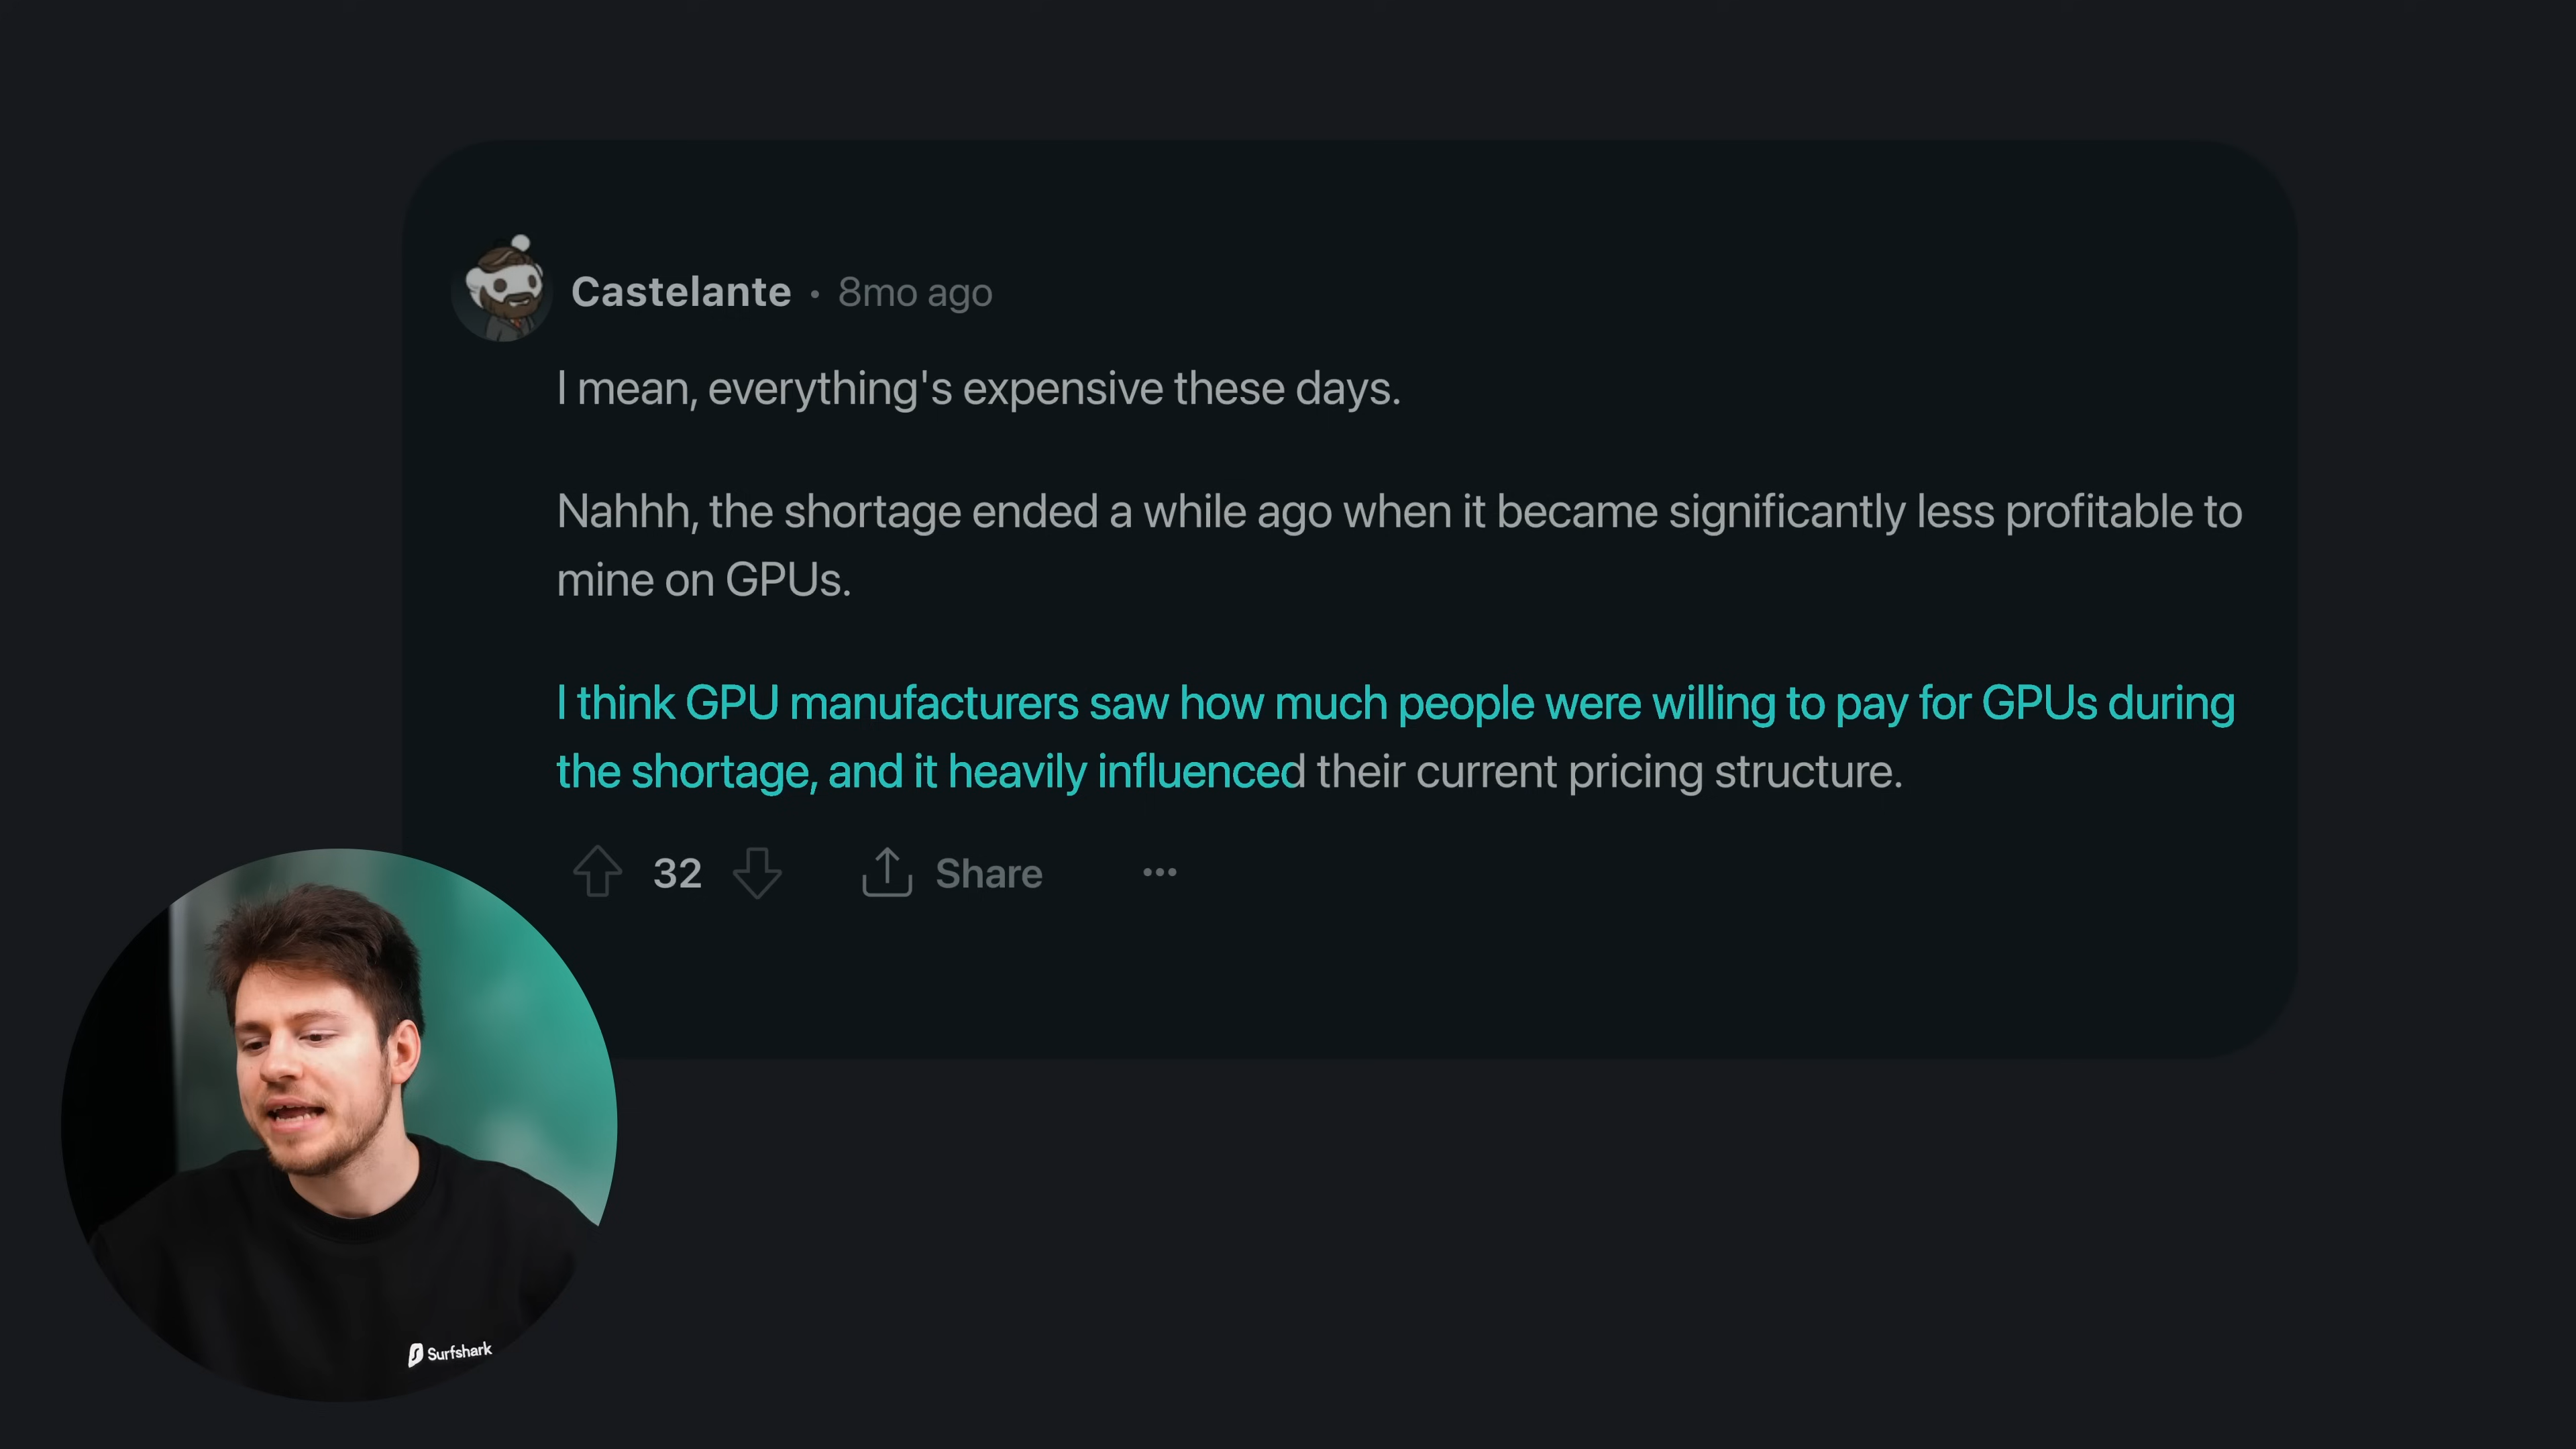 Castelante · 8mo ago
I mean, everything's expensive these days.
Nahhh, the shortage ended a while ago when it became significantly less profitable to
mine on GPUs.
I think GPU manufacturers saw how much people were willing to pay for GPUs during
the shortage, and it heavily influenced their current pricing structure.
32 Share ···
Surfshark